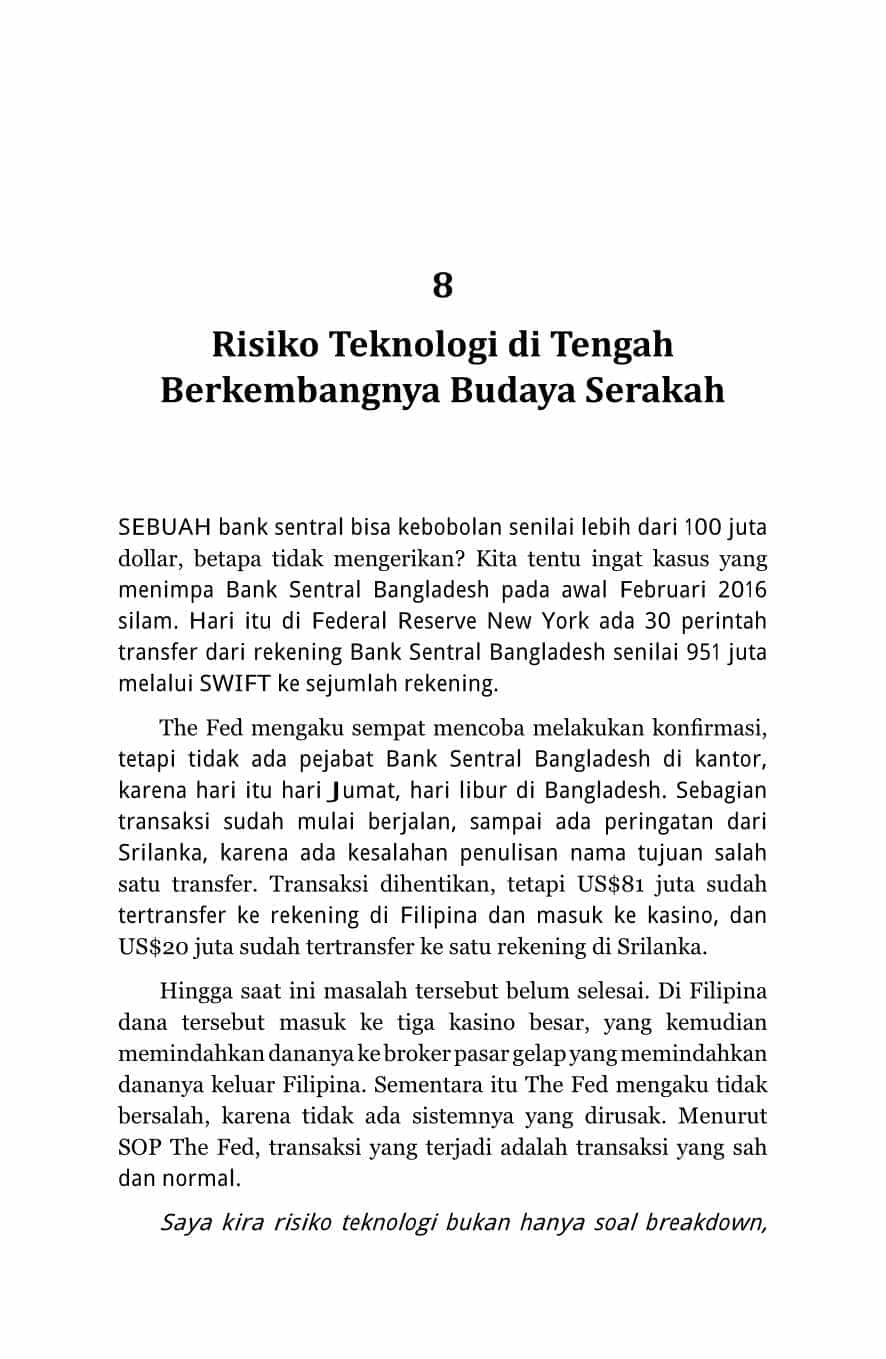 8
Risiko Teknologi di Tengah
Berkembangnya Budaya Serakah
SEBUAH bank sentral bisa kebobolan senilai lebih dari 100 juta
dollar, betapa tidak mengerikan? Kita tentu ingat kasus yang
menimpa Bank Sentral Bangladesh pada awal Februari 2016
silam. Hari itu di Federal Reserve New York ada 30 perintah
transfer dari rekening Bank Sentral Bangladesh senilai 951 juta
melalui SWIFT ke sejumlah rekening.
The Fed mengaku sempat mencoba melakukan konfirmasi,
tetapi tidak ada pejabat Bank Sentral Bangladesh di kantor,
karena hari itu hari Jumat, hari libur di Bangladesh. Sebagian
transaksi sudah mulai berjalan, sampai ada peringatan dari
Srilanka, karena ada kesalahan penulisan nama tujuan salah
satu transfer. Transaksi dihentikan, tetapi US$81 juta sudah
tertransfer ke rekening di Filipina dan masuk ke kasino, dan
US$20 juta sudah tertransfer ke satu rekening di Srilanka.
Hingga saat ini masalah tersebut belum selesai. Di Filipina
dana tersebut masuk ke tiga kasino besar, yang kemudian
memindahkan dananya ke broker pasar gelap yang memindahkan
dananya keluar Filipina. Sementara itu The Fed mengaku tidak
bersalah, karena tidak ada sistemnya yang dirusak. Menurut
SOP The Fed, transaksi yang terjadi adalah transaksi yang sah
dan normal.
Saya kira risiko teknologi bukan hanya soal breakdown,